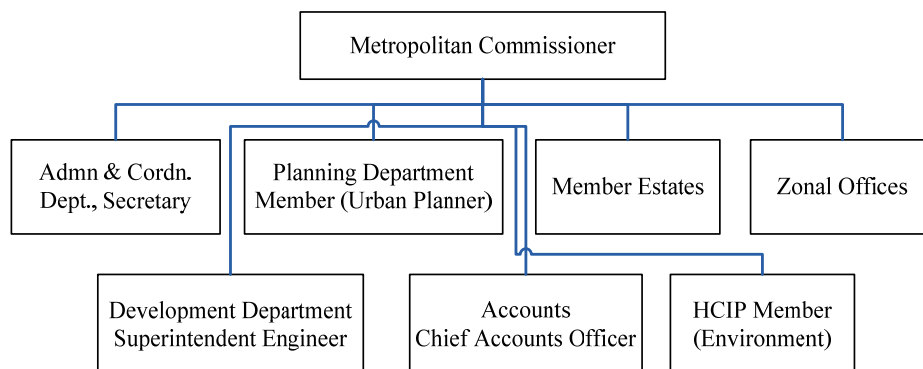 Metropolitan Commissioner
Admn & Cordn.
Dept., Secretary
Planning Department
Member (Urban Planner)
Member Estates
Zonal Offices
Development Department
Superintendent Engineer
Accounts
Chief Accounts Officer
HCIP Member
(Environment)